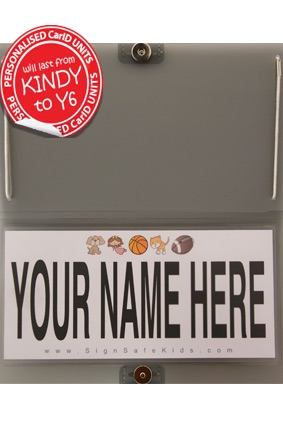 PERSONALISED CarID UNITS
will last from
KINDY
to Y6
PERSONALISED CarID UNITS
YOUR NAME HERE
www.SignSafeKids.com